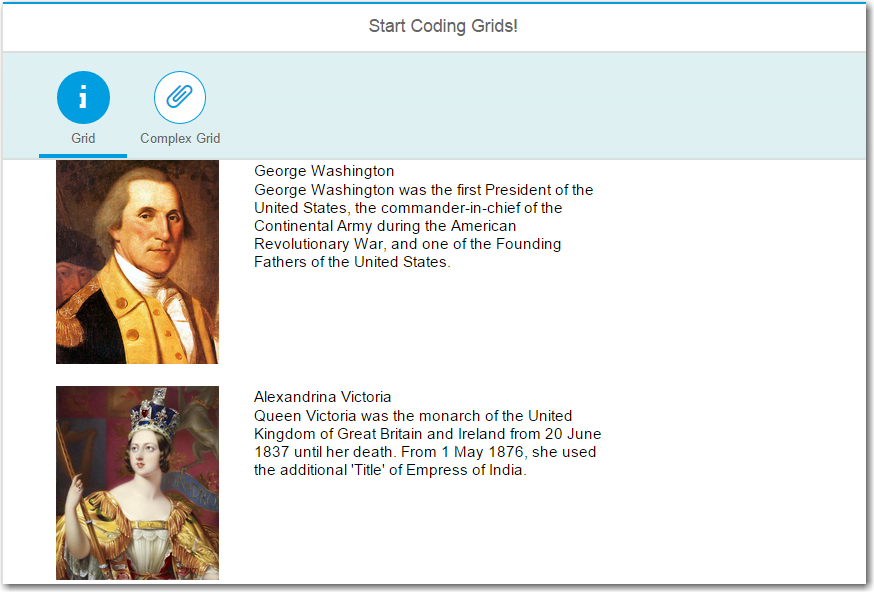 Start Coding Grids!
Grid
Complex Grid
George Washington
George Washington was the first President of the
United States, the commander-in-chief of the
Continental Army during the American
Revolutionary War, and one of the Founding
Fathers of the United States.
Alexandrina Victoria
Queen Victoria was the monarch of the United
Kingdom of Great Britain and Ireland from 20 June
1837 until her death. From 1 May 1876, she used
the additional 'Title' of Empress of India.